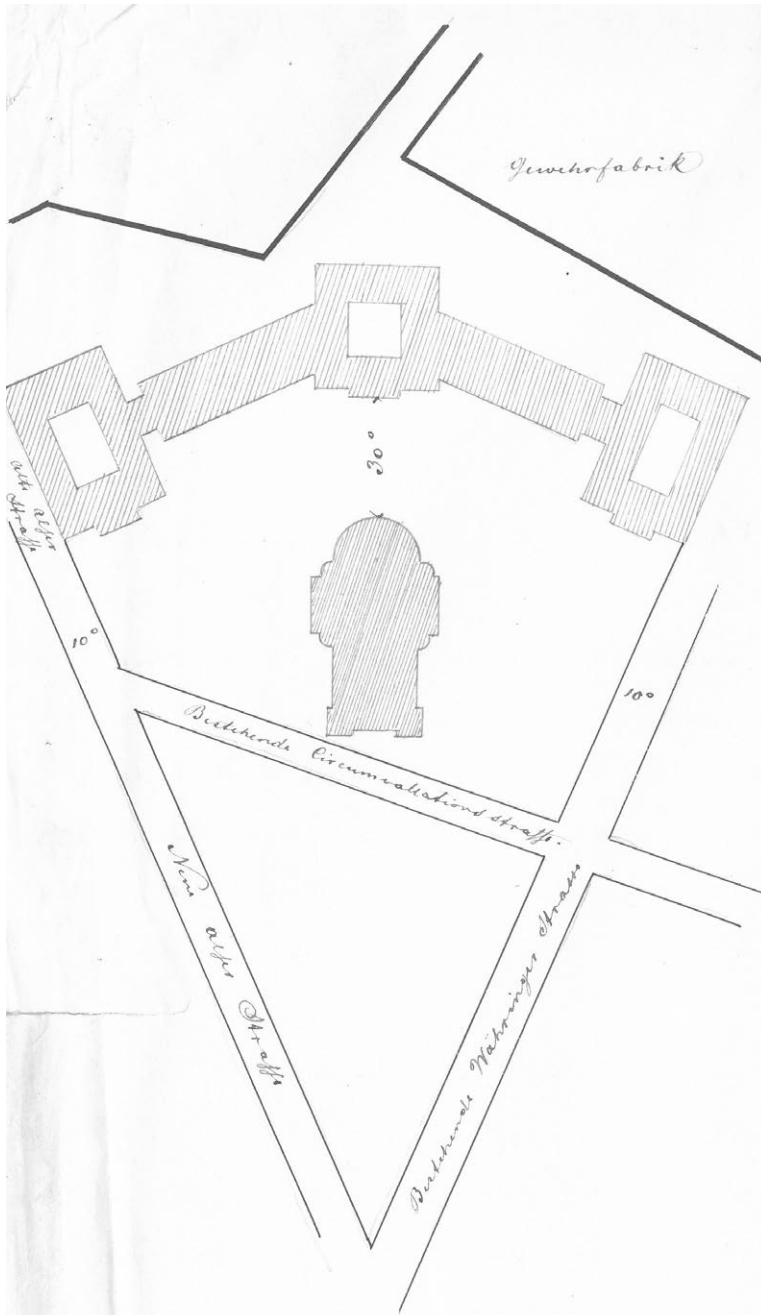 Gewehrfabrik
30°
alte Alser
Strasse
10°
10°
Bestehende Circumvallations strasse.
Neue Alser Strasse
Bestehende Währinger Strasse